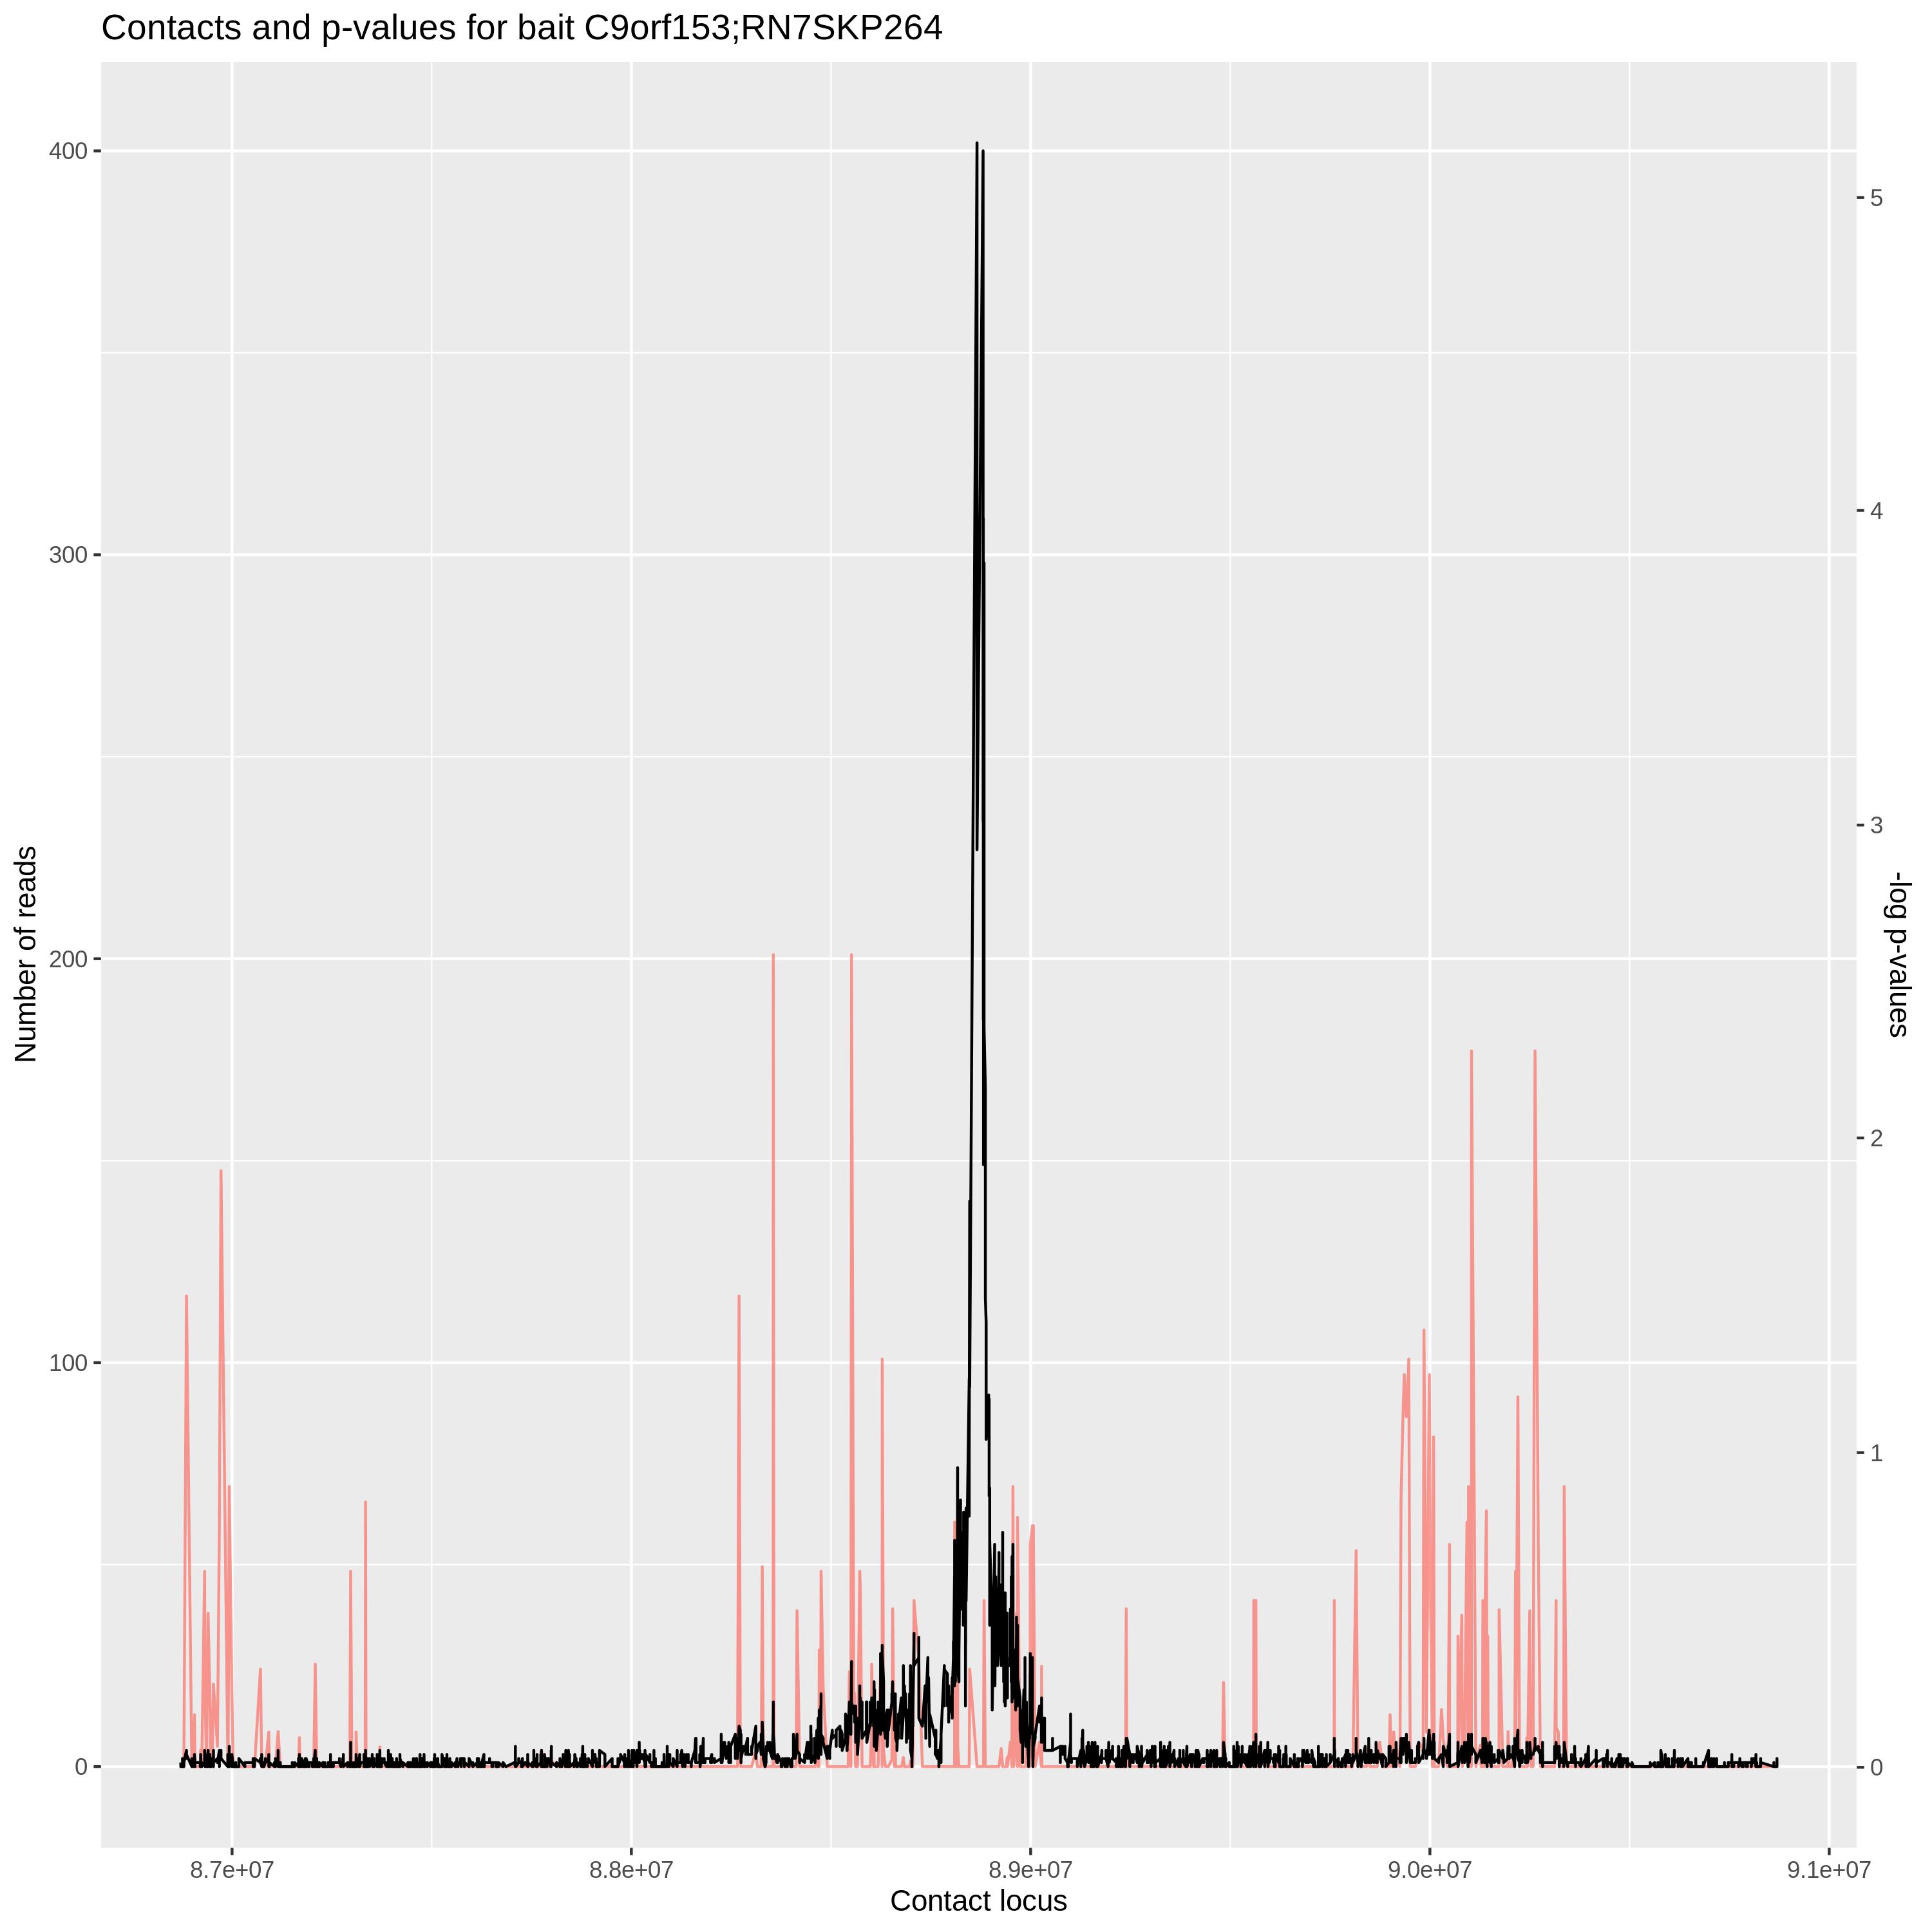 Contacts and p-values for bait C9orf153;RN7SKP264
400
300
200
100
0
Number of reads
5
4
3
2
1
0
-log p-values
8.7e+07
8.8e+07
8.9e+07
9.0e+07
9.1e+07
Contact locus